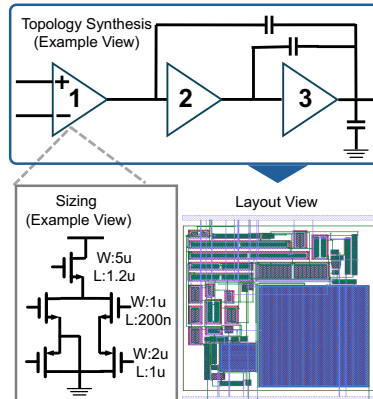 Topology Synthesis
(Example View)
+
−
1
2
3
Sizing
(Example View)
W:5u
L:1.2u
W:1u
L:200n
W:2u
L:1u
Layout View